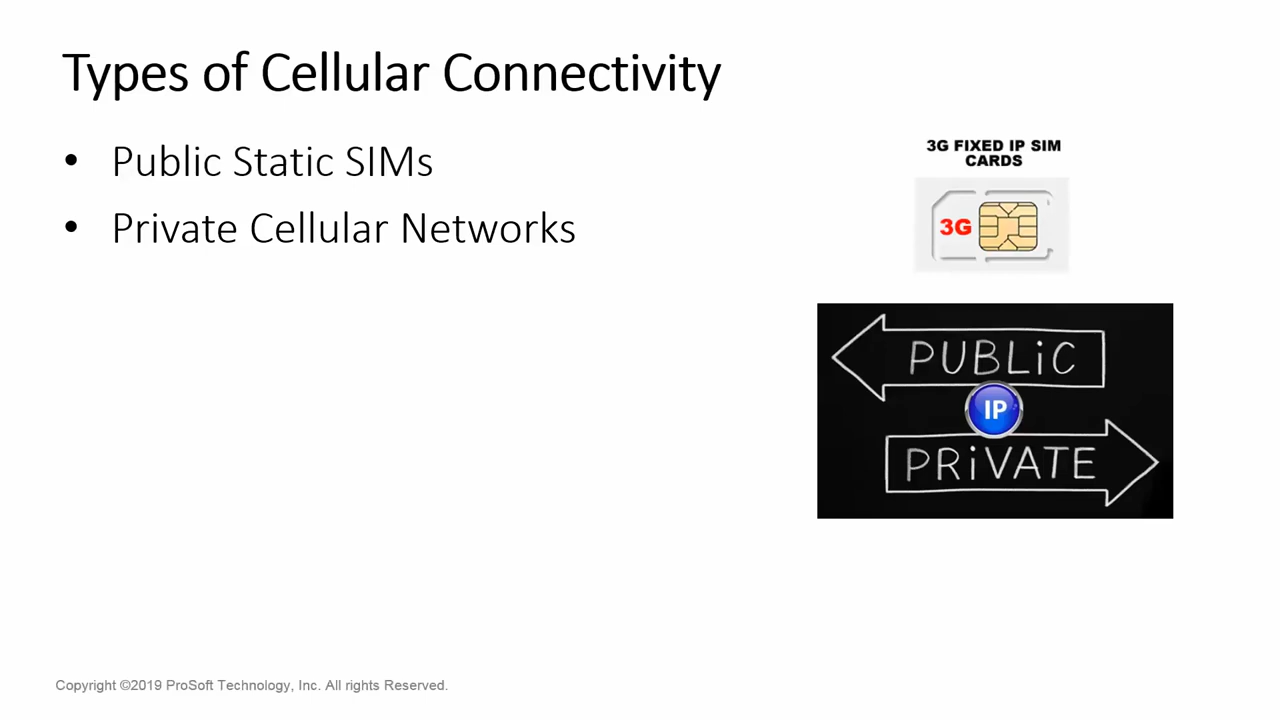 Types of Cellular Connectivity
• Public Static SIMs
• Private Cellular Networks
3G FIXED IP SIM
CARDS
3G
PUBLiC
IP
PRiVATE
Copyright ©2019 ProSoft Technology, Inc. All rights Reserved.